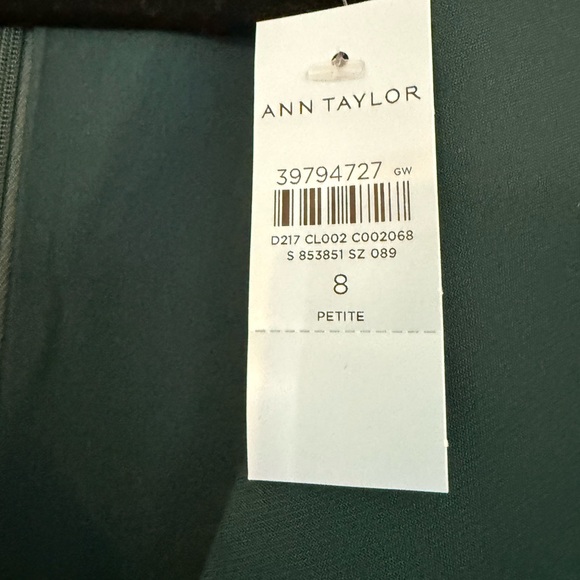 ANN TAYLOR
39794727 GW
D217 CL002 C002068
S 853851 SZ 089
8
PETITE